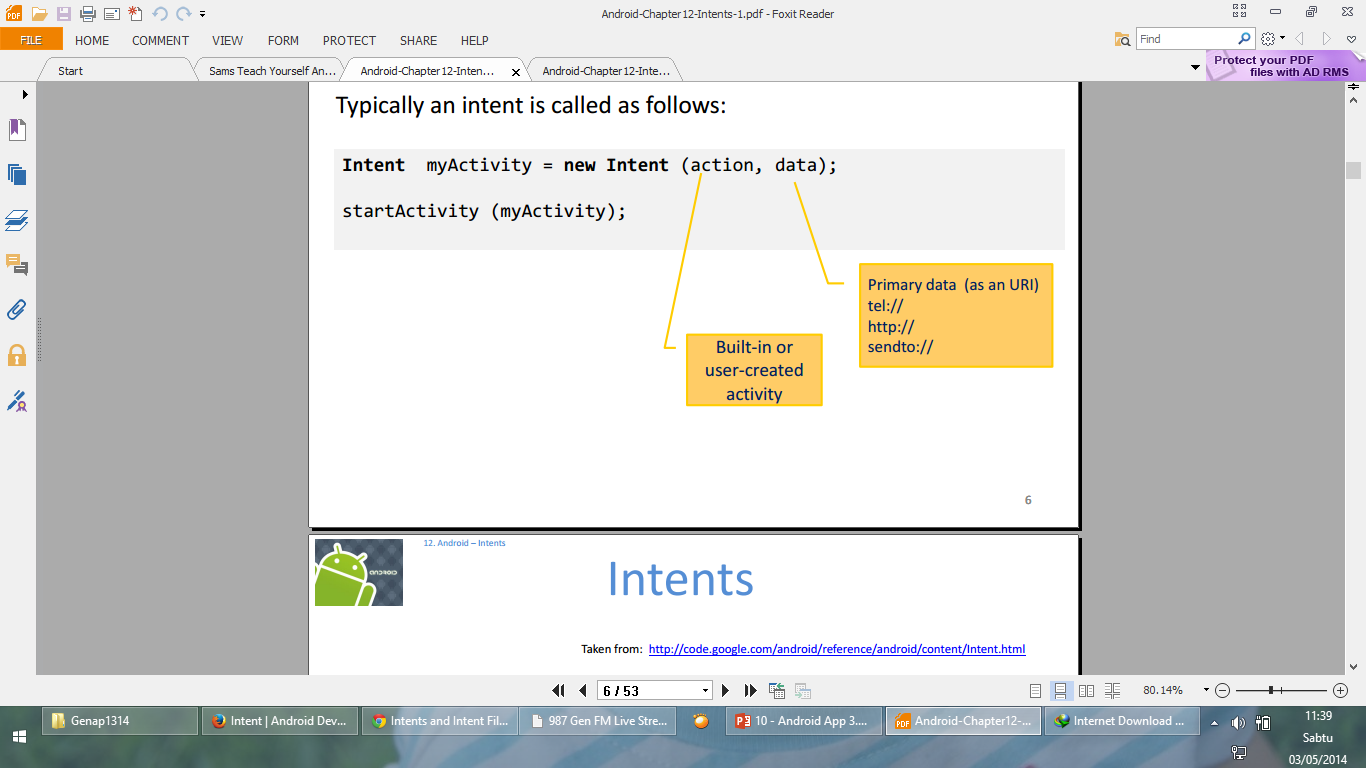 Android-Chapter12-Intents-1.pdf - Foxit Reader
FILE HOME COMMENT VIEW FORM PROTECT SHARE HELP
Find
Start
Sams Teach Yourself An...
Android-Chapter12-Inten...
Android-Chapter12-Inte...
Protect your PDF
files with AD RMS
Typically an intent is called as follows:
Intent myActivity = new Intent (action, data);
startActivity (myActivity);
Primary data (as an URI)
tel://
http://
sendto://
Built-in or
user-created
activity
6
12. Android – Intents
ANDROID
Intents
Taken from: http://code.google.com/android/reference/android/content/Intent.html
6 / 53
80.14%
Genap1314
Intent | Android Dev...
Intents and Intent Fil...
987 Gen FM Live Stre...
10 - Android App 3....
Android-Chapter12-...
Internet Download ...
11:39
Sabtu
03/05/2014